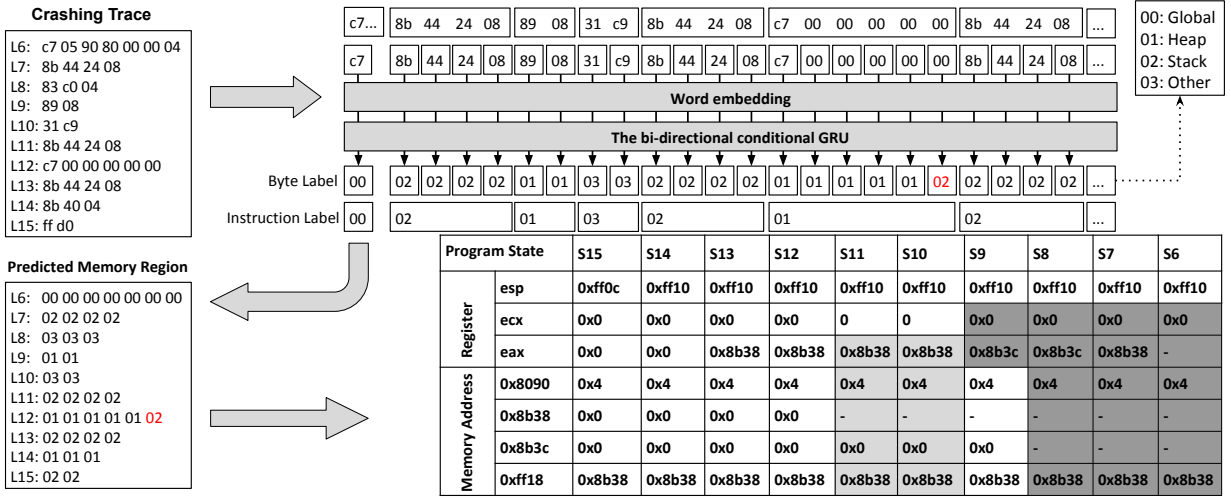 Crashing Trace
L6: c7 05 90 80 00 00 04
L7: 8b 44 24 08
L8: 83 c0 04
L9: 89 08
L10: 31 c9
L11: 8b 44 24 08
L12: c7 00 00 00 00 00
L13: 8b 44 24 08
L14: 8b 40 04
L15: ff d0
c7... 8b 44 24 08 89 08 31 c9 8b 44 24 08 c7 00 00 00 00 00 8b 44 24 08 ...
c7 8b 44 24 08 89 08 31 c9 8b 44 24 08 c7 00 00 00 00 00 8b 44 24 08 ...
Word embedding
The bi-directional conditional GRU
Byte Label 00 02 02 02 02 01 01 03 03 02 02 02 02 01 01 01 01 01 02 02 02 02 02 ...
Instruction Label 00 02 01 03 02 01 02 ...
00: Global
01: Heap
02: Stack
03: Other
Predicted Memory Region
L6: 00 00 00 00 00 00 00
L7: 02 02 02 02
L8: 03 03 03
L9: 01 01
L10: 03 03
L11: 02 02 02 02
L12: 01 01 01 01 01 02
L13: 02 02 02 02
L14: 01 01 01
L15: 02 02
Program State S15 S14 S13 S12 S11 S10 S9 S8 S7 S6
Register
esp 0xff0c 0xff10 0xff10 0xff10 0xff10 0xff10 0xff10 0xff10 0xff10 0xff10
ecx 0x0 0x0 0x0 0x0 0 0 0x0 0x0 0x0 0x0
eax 0x0 0x0 0x8b38 0x8b38 0x8b38 0x8b38 0x8b3c 0x8b3c 0x8b38 -
Memory Address
0x8090 0x4 0x4 0x4 0x4 0x4 0x4 0x4 0x4 0x4 0x4
0x8b38 0x0 0x0 0x0 0x0 - - - - - -
0x8b3c 0x0 0x0 0x0 0x0 0x0 0x0 0x0 - - -
0xff18 0x8b38 0x8b38 0x8b38 0x8b38 0x8b38 0x8b38 0x8b38 0x8b38 0x8b38 0x8b38